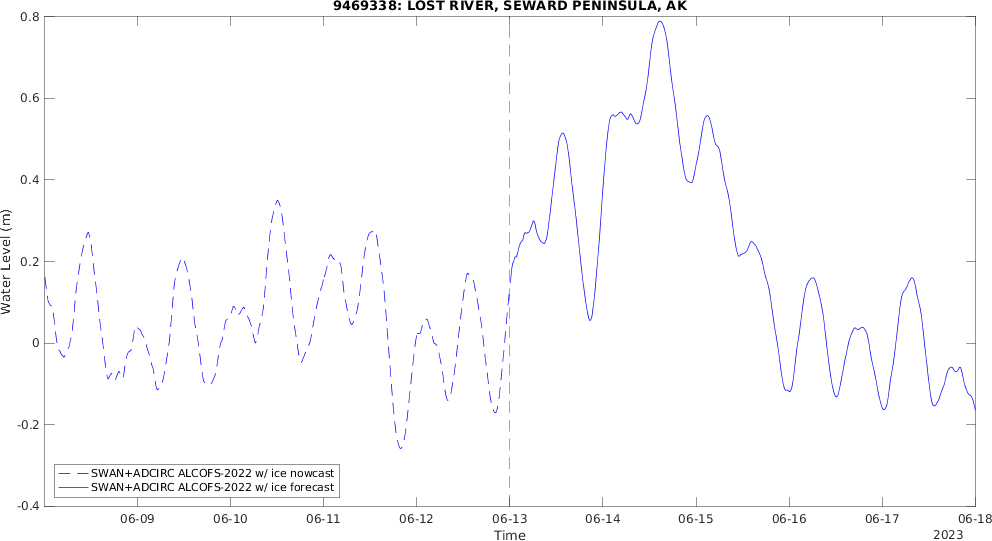 9469338: LOST RIVER, SEWARD PENINSULA, AK
0.8
0.6
0.4
0.2
0
-0.2
-0.4
Water Level (m)
SWAN+ADCIRC ALCOFS-2022 w/ ice nowcast
SWAN+ADCIRC ALCOFS-2022 w/ ice forecast
06-09 06-10 06-11 06-12 06-13 06-14 06-15 06-16 06-17 06-18
Time
2023